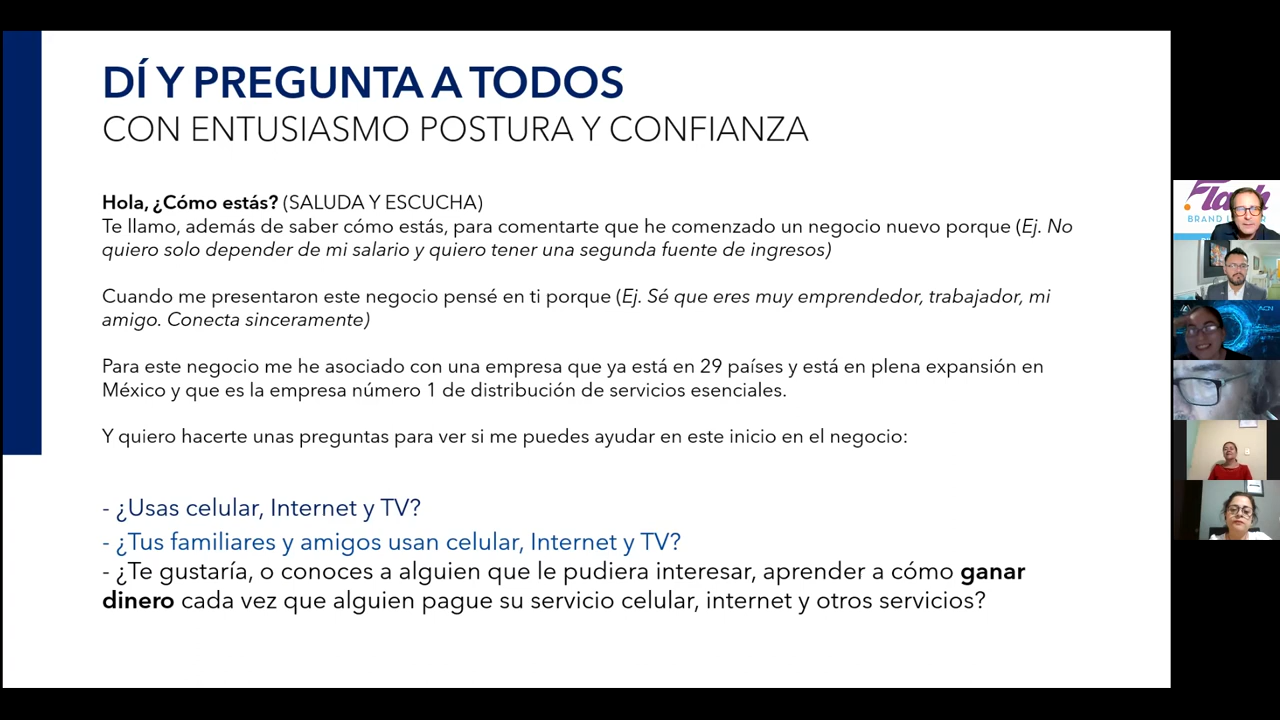 DÍ Y PREGUNTA A TODOS
CON ENTUSIASMO POSTURA Y CONFIANZA
Hola, ¿Cómo estás? (SALUDA Y ESCUCHA)
Te llamo, además de saber cómo estás, para comentarte que he comenzado un negocio nuevo porque (Ej. No
quiero solo depender de mi salario y quiero tener una segunda fuente de ingresos)
Cuando me presentaron este negocio pensé en ti porque (Ej. Sé que eres muy emprendedor, trabajador, mi
amigo. Conecta sinceramente)
Para este negocio me he asociado con una empresa que ya está en 29 países y está en plena expansión en
México y que es la empresa número 1 de distribución de servicios esenciales.
Y quiero hacerte unas preguntas para ver si me puedes ayudar en este inicio en el negocio:
- ¿Usas celular, Internet y TV?
- ¿Tus familiares y amigos usan celular, Internet y TV?
- ¿Te gustaría, o conoces a alguien que le pudiera interesar, aprender a cómo ganar
dinero cada vez que alguien pague su servicio celular, internet y otros servicios?
Flash
BRAND
ACN